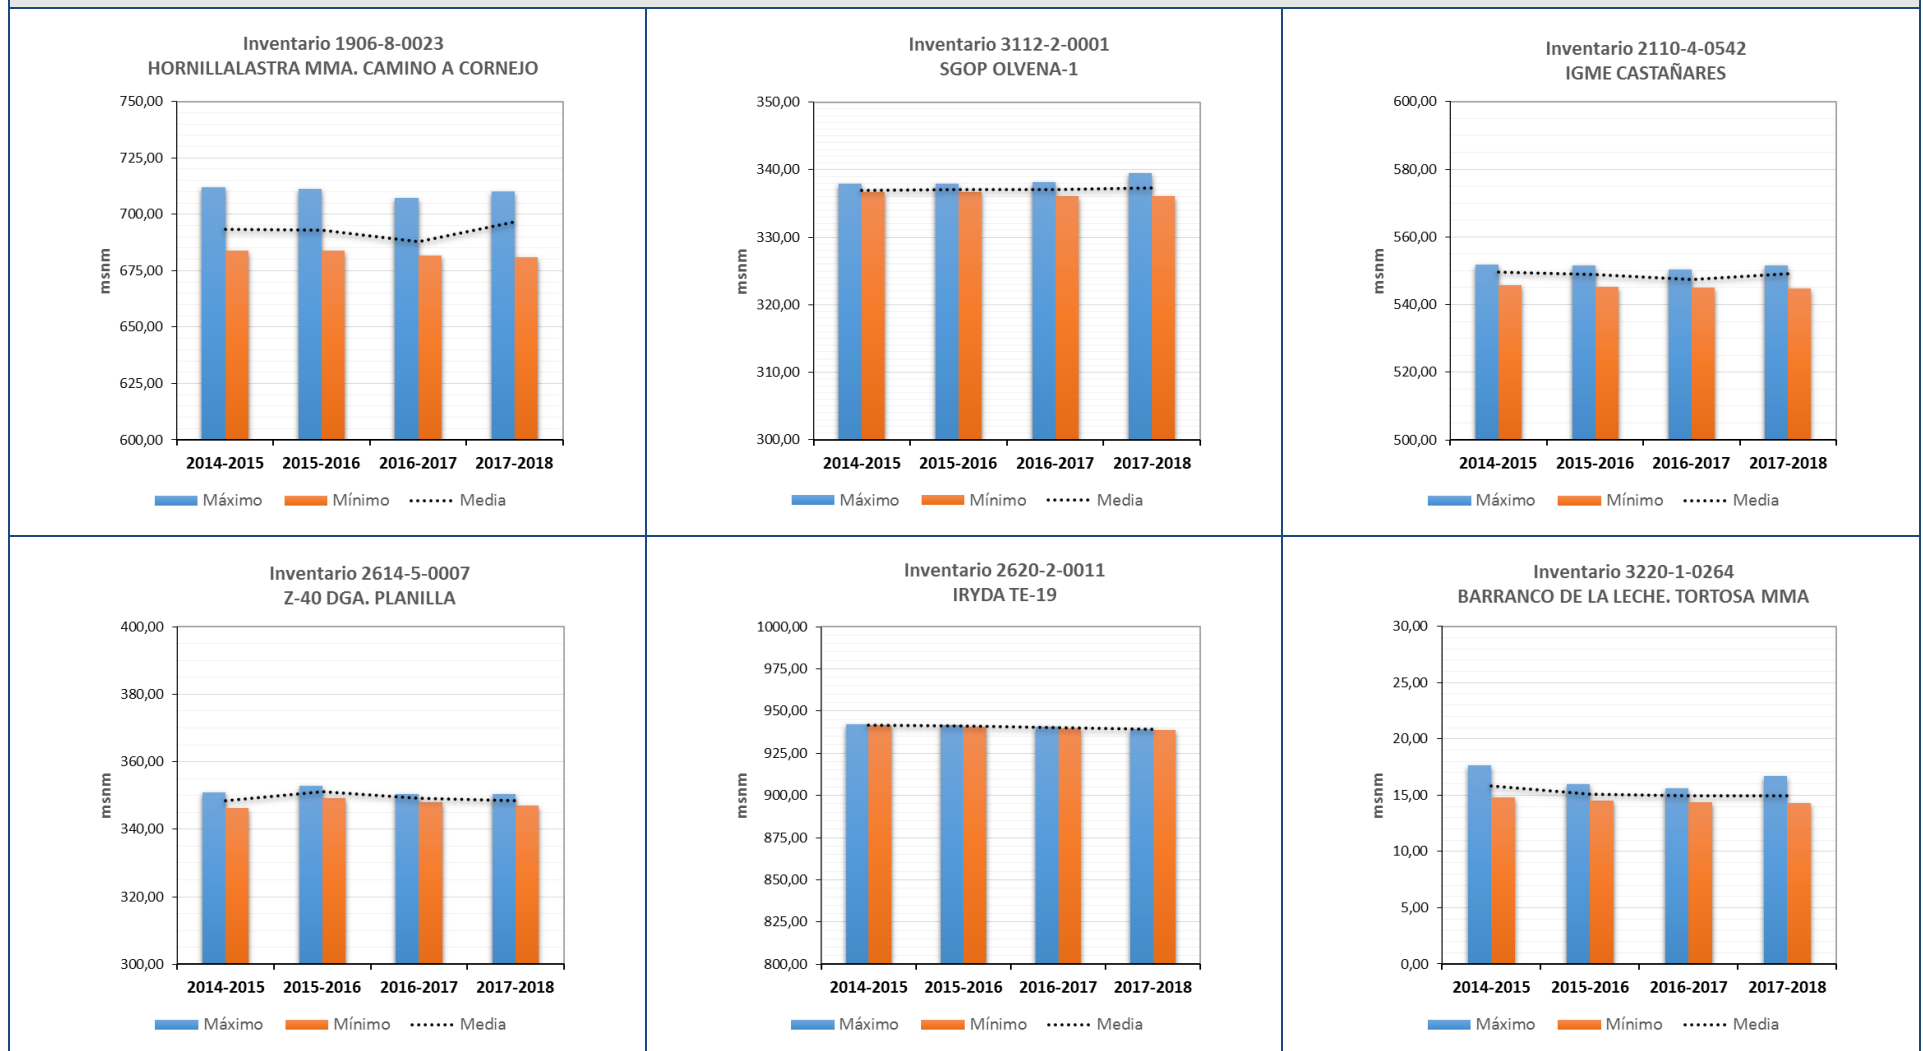 Inventario 1906-8-0023
HORNILLALASTRA MMA. CAMINO A CORNEJO
750,00
725,00
700,00
675,00
650,00
625,00
600,00
msnm
2014-2015 2015-2016 2016-2017 2017-2018
Máximo Mínimo Media
Inventario 3112-2-0001
SGOP OLVENA-1
350,00
340,00
330,00
320,00
310,00
300,00
msnm
2014-2015 2015-2016 2016-2017 2017-2018
Máximo Mínimo Media
Inventario 2110-4-0542
IGME CASTAÑARES
600,00
580,00
560,00
540,00
520,00
500,00
msnm
2014-2015 2015-2016 2016-2017 2017-2018
Máximo Mínimo Media
Inventario 2614-5-0007
Z-40 DGA. PLANILLA
400,00
380,00
360,00
340,00
320,00
300,00
msnm
2014-2015 2015-2016 2016-2017 2017-2018
Máximo Mínimo Media
Inventario 2620-2-0011
IRYDA TE-19
1000,00
975,00
950,00
925,00
900,00
875,00
850,00
825,00
800,00
msnm
2014-2015 2015-2016 2016-2017 2017-2018
Máximo Mínimo Media
Inventario 3220-1-0264
BARRANCO DE LA LECHE. TORTOSA MMA
30,00
25,00
20,00
15,00
10,00
5,00
0,00
msnm
2014-2015 2015-2016 2016-2017 2017-2018
Máximo Mínimo Media